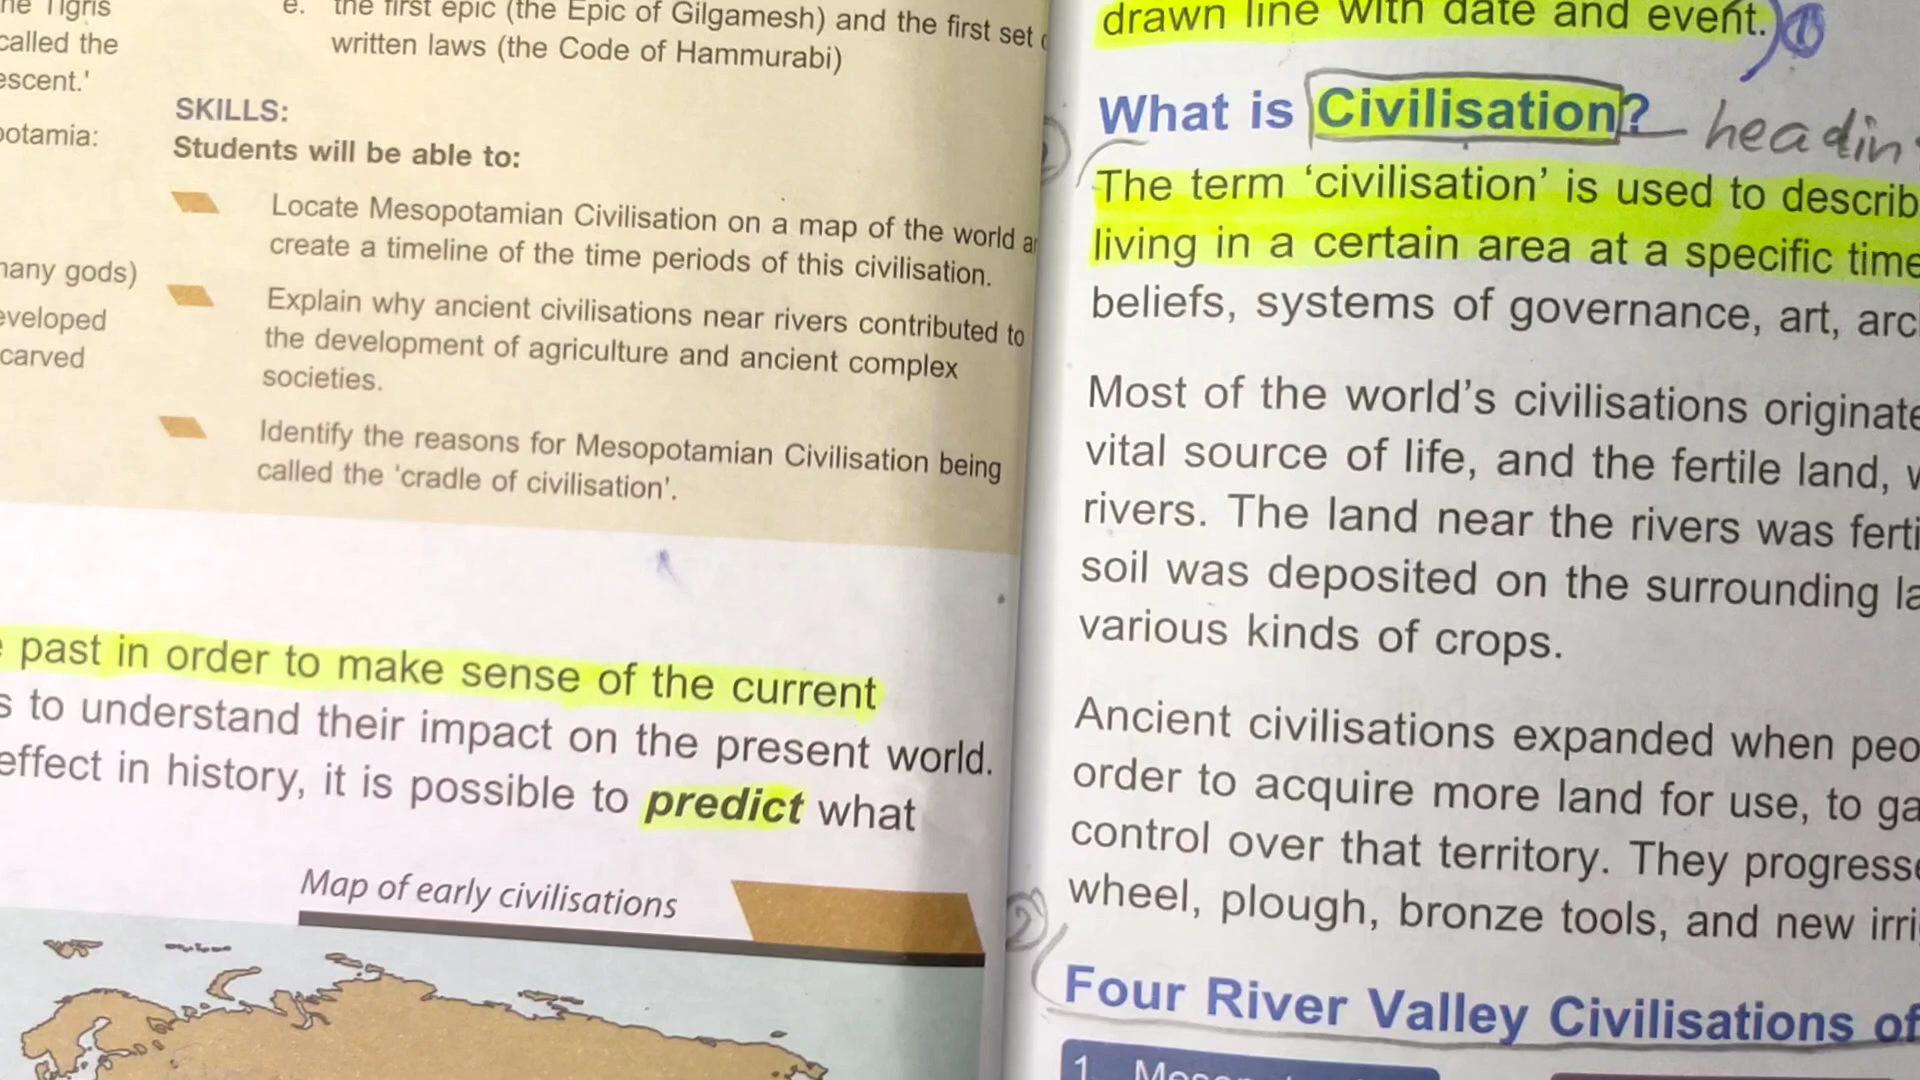 he Tigris
called the
escent.'
potamia:
many gods)
eveloped
carved
e. the first epic (the Epic of Gilgamesh) and the first set
written laws (the Code of Hammurabi)
SKILLS:
Students will be able to:
Locate Mesopotamian Civilisation on a map of the world
create a timeline of the time periods of this civilisation.
Explain why ancient civilisations near rivers contributed to
the development of agriculture and ancient complex
societies.
Identify the reasons for Mesopotamian Civilisation being
called the 'cradle of civilisation'.
past in order to make sense of the current
s to understand their impact on the present world.
effect in history, it is possible to predict what
Map of early civilisations
drawn line with date and event. 1
What is Civilisation? headin
The term ‘civilisation’ is used to describ
living in a certain area at a specific time
beliefs, systems of governance, art, arc
Most of the world’s civilisations originate
vital source of life, and the fertile land, w
rivers. The land near the rivers was ferti
soil was deposited on the surrounding la
various kinds of crops.
Ancient civilisations expanded when peo
order to acquire more land for use, to ga
control over that territory. They progresse
wheel, plough, bronze tools, and new irri
2
Four River Valley Civilisations of
1. Mesop